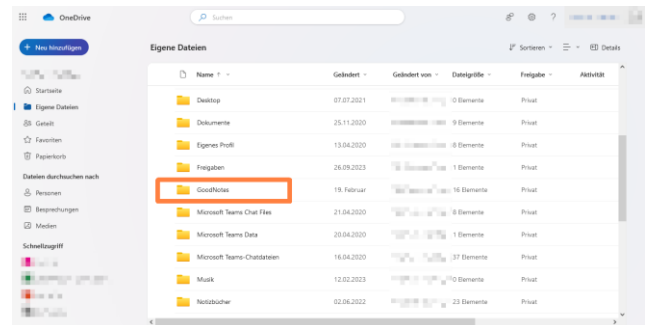 OneDrive
Suchen
+ Neu hinzufügen
Eigene Dateien
Sortieren
Details
Startseite
Eigene Dateien
Geteilt
Favoriten
Papierkorb
Dateien durchsuchen nach
Personen
Besprechungen
Medien
Schnellzugriff
Name ↑ Geändert Geändert von Dateigröße Freigabe Aktivität
Desktop 07.07.2021 0 Elemente Privat
Dokumente 25.11.2020 9 Elemente Privat
Eigenes Profil 13.04.2020 8 Elemente Privat
Freigaben 26.09.2023 1 Elemente Privat
GoodNotes 19. Februar 16 Elemente Privat
Microsoft Teams Chat Files 21.04.2020 8 Elemente Privat
Microsoft Teams Data 20.04.2020 1 Elemente Privat
Microsoft Teams-Chatdateien 16.04.2020 37 Elemente Privat
Musik 12.02.2023 0 Elemente Privat
Notizbücher 02.06.2022 23 Elemente Privat